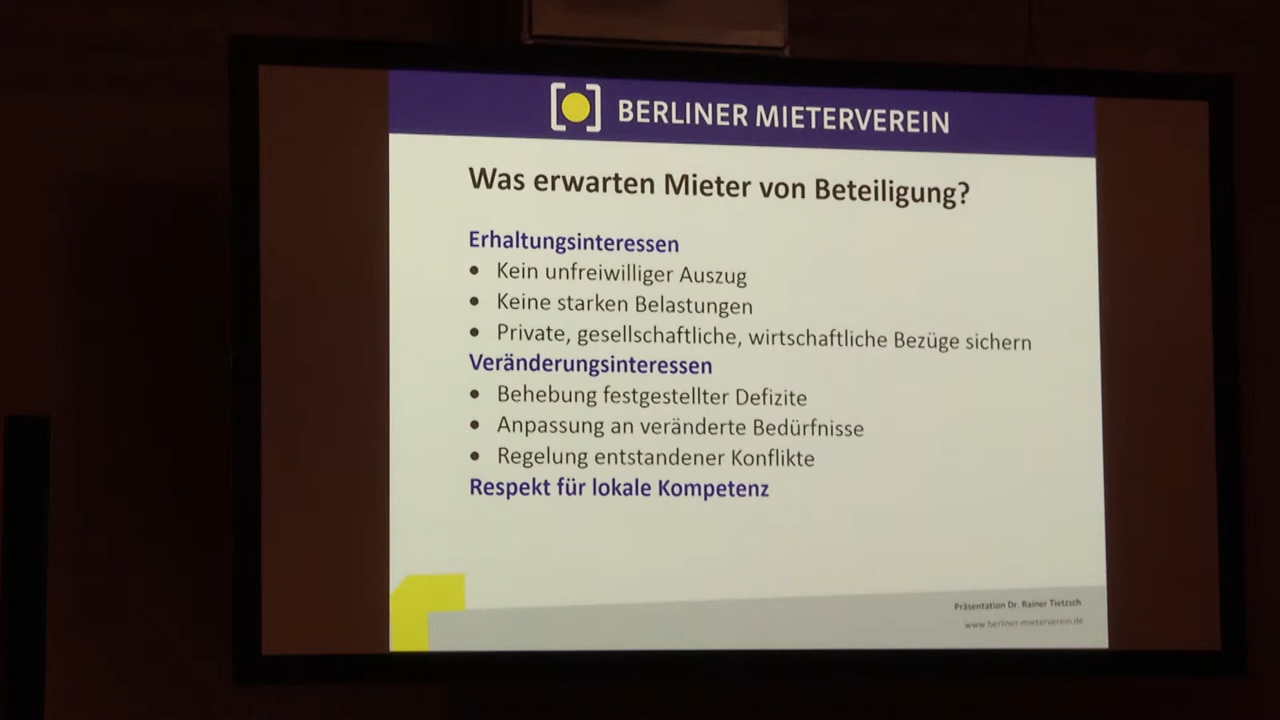 BERLINER MIETERVEREIN
Was erwarten Mieter von Beteiligung?
Erhaltungsinteressen
• Kein unfreiwilliger Auszug
• Keine starken Belastungen
• Private, gesellschaftliche, wirtschaftliche Bezüge sichern
Veränderungsinteressen
• Behebung festgestellter Defizite
• Anpassung an veränderte Bedürfnisse
• Regelung entstandener Konflikte
Respekt für lokale Kompetenz
Präsentation Dr. Rainer Tietzsch
www.berliner-mieterverein.de